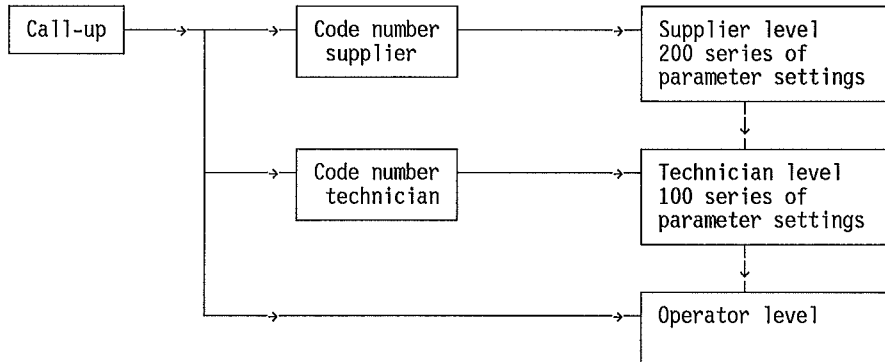 Call-up
Code number
supplier
Supplier level
200 series of
parameter settings
Code number
technician
Technician level
100 series of
parameter settings
Operator level